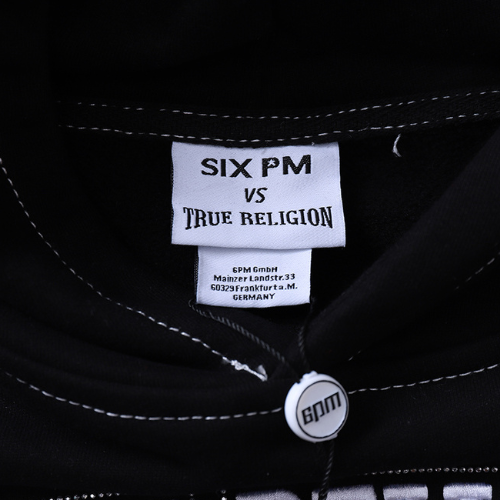 SIX PM
VS
TRUE RELIGION
6PM GmbH
Mainzer Landstr.33
60329 Frankfurt a.M.
GERMANY
6pm